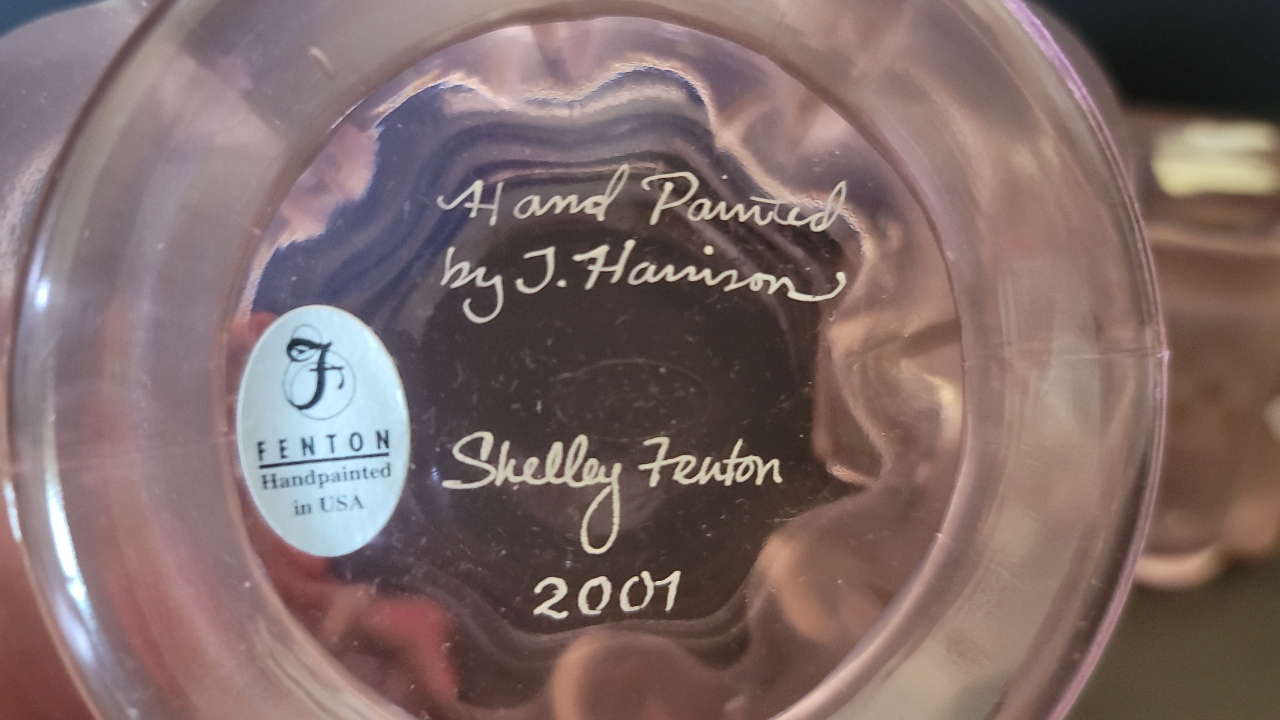 Hand Painted
by J. Harrison
F
FENTON
Handpainted
in USA
Shelley Fenton
2001